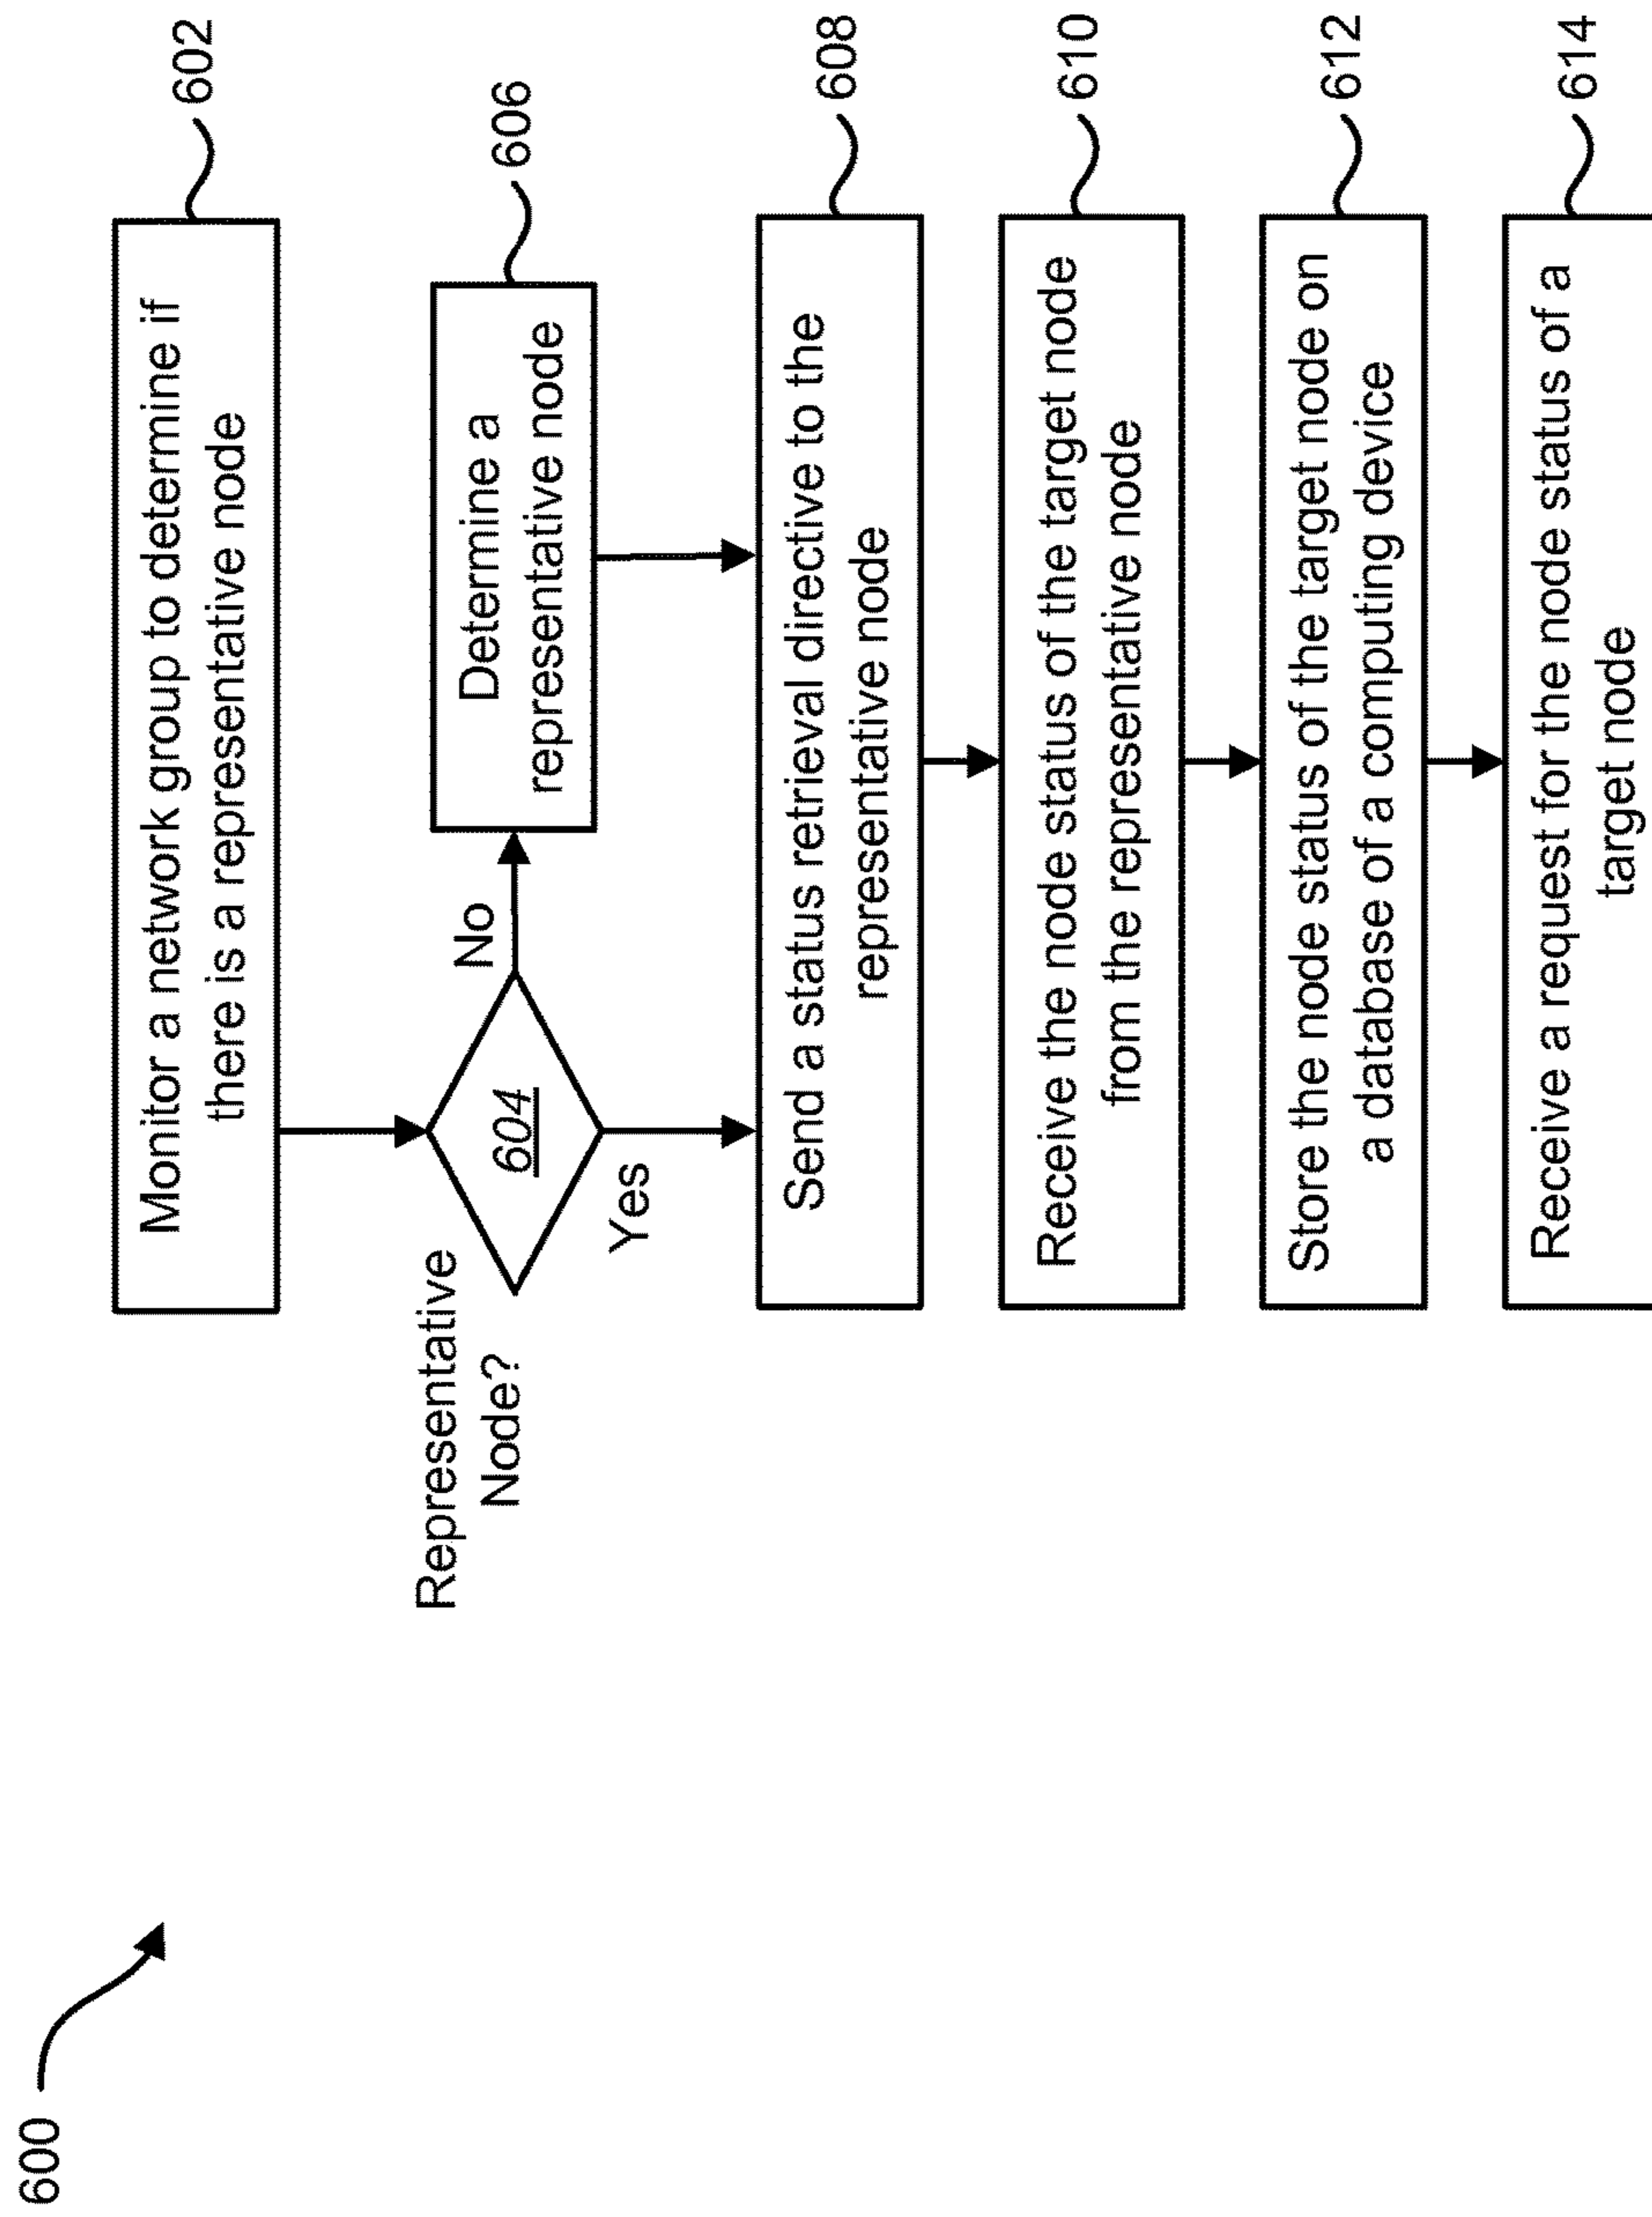 600
Monitor a network group to determine if
there is a representative node
602
Representative
Node?
604
No
Yes
Determine a
representative node
606
Send a status retrieval directive to the
representative node
608
Receive the node status of the target node
from the representative node
610
Store the node status of the target node on
a database of a computing device
612
Receive a request for the node status of a
target node
614